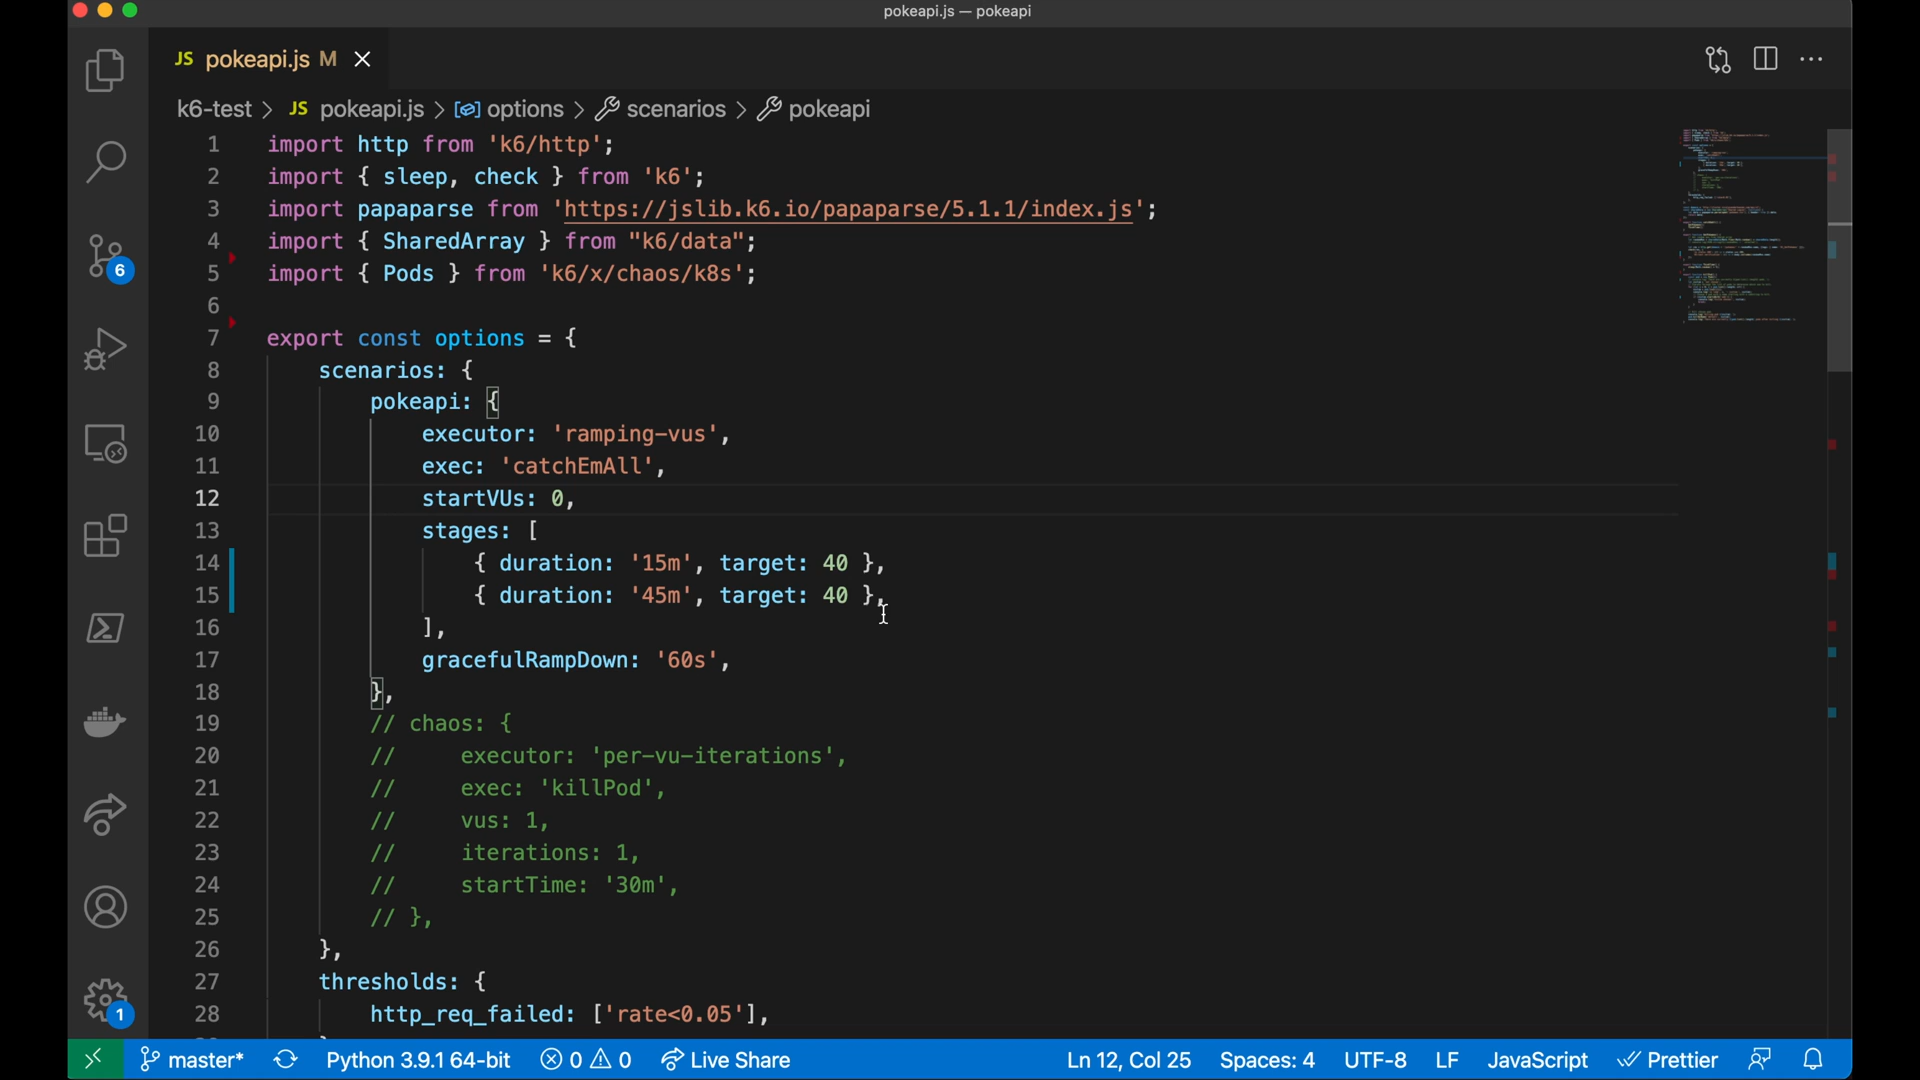 pokeapi.js — pokeapi
JS pokeapi.js M
k6-test > JS pokeapi.js > options > scenarios > pokeapi
1 import http from 'k6/http';
2 import { sleep, check } from 'k6';
3 import papaparse from 'https://jslib.k6.io/papaparse/5.1.1/index.js';
4 import { SharedArray } from "k6/data";
5 import { Pods } from 'k6/x/chaos/k8s';
6
7 export const options = {
8 scenarios: {
9 pokeapi: {
10 executor: 'ramping-vus',
11 exec: 'catchEmAll',
12 startVUs: 0,
13 stages: [
14 { duration: '15m', target: 40 },
15 { duration: '45m', target: 40 },
16 ],
17 gracefulRampDown: '60s',
18 },
19 // chaos: {
20 // executor: 'per-vu-iterations',
21 // exec: 'killPod',
22 // vus: 1,
23 // iterations: 1,
24 // startTime: '30m',
25 // },
26 },
27 thresholds: {
28 http_req_failed: ['rate<0.05'],
6
1
master* Python 3.9.1 64-bit 0 0 Live Share Ln 12, Col 25 Spaces: 4 UTF-8 LF JavaScript Prettier